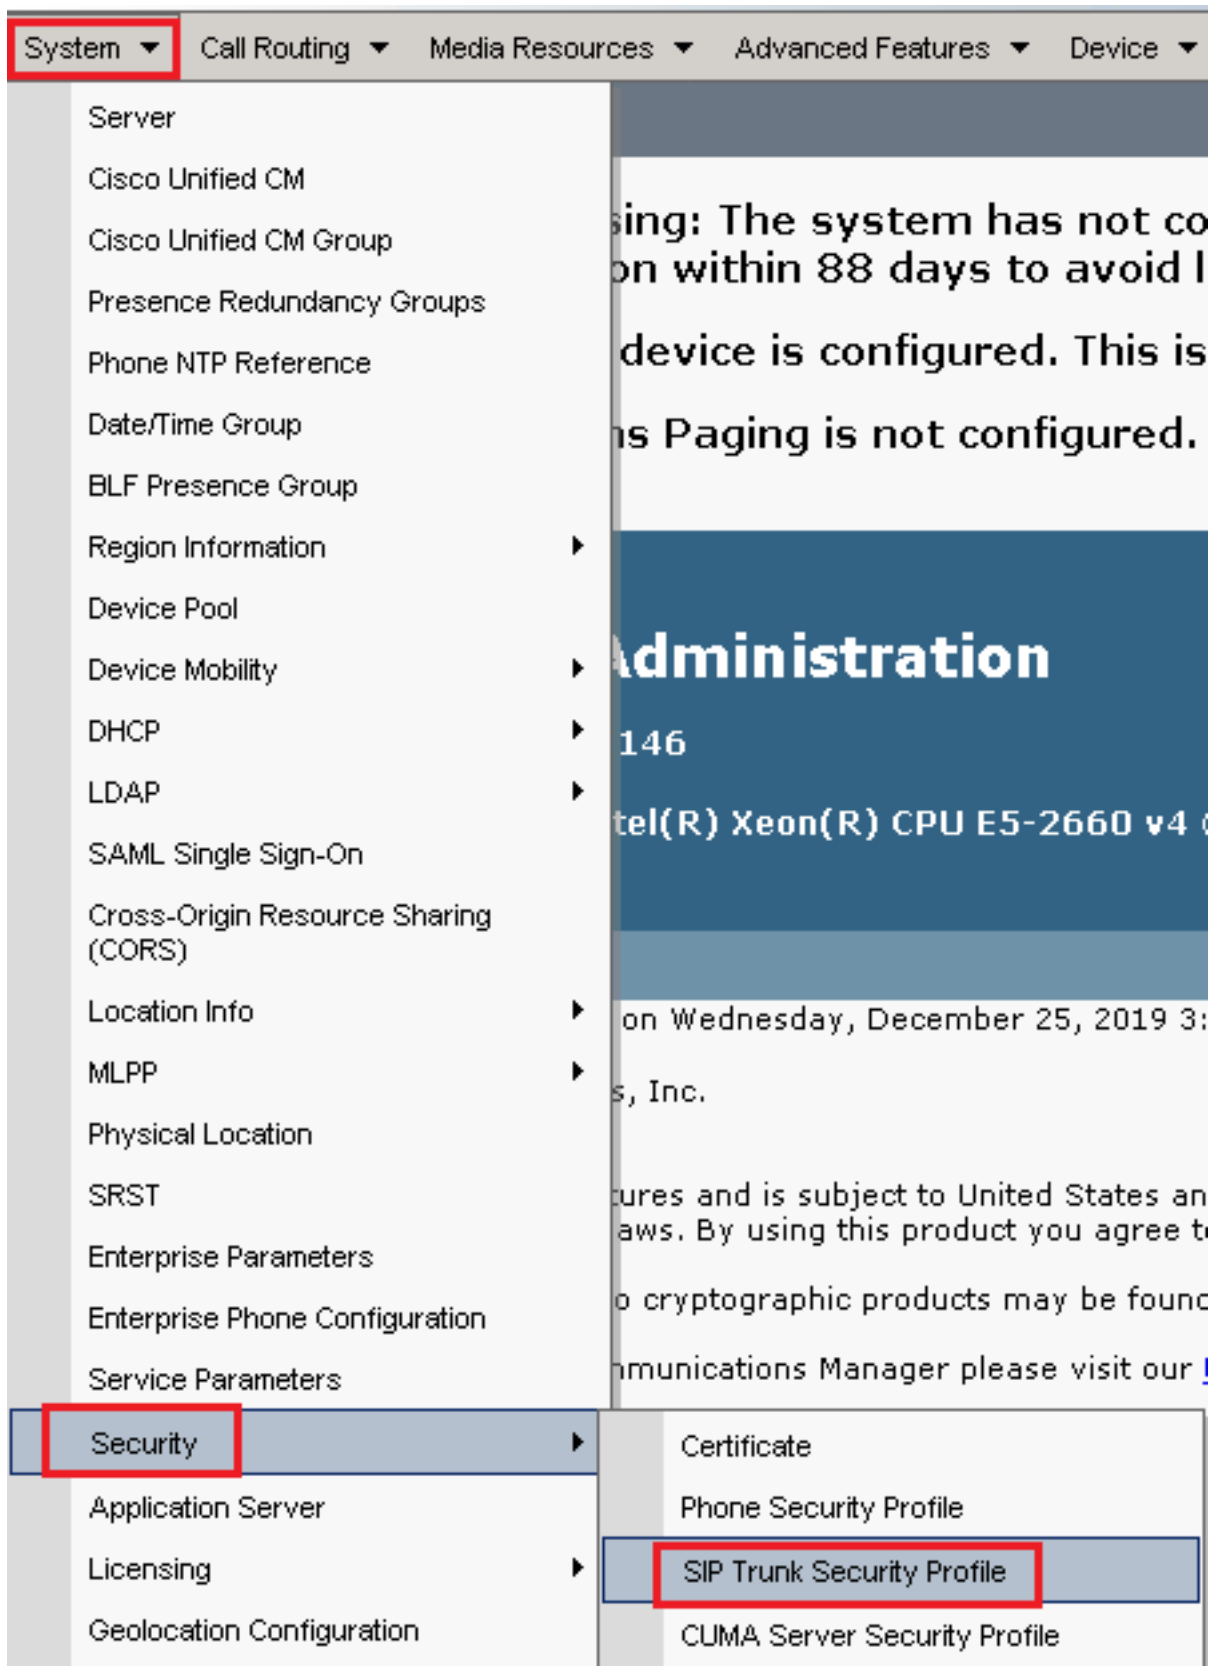 System Call Routing Media Resources Advanced Features Device
Server
Cisco Unified CM
Cisco Unified CM Group
Presence Redundancy Groups
Phone NTP Reference
Date/Time Group
BLF Presence Group
Region Information
Device Pool
Device Mobility
DHCP
LDAP
SAML Single Sign-On
Cross-Origin Resource Sharing
(CORS)
Location Info
MLPP
Physical Location
SRST
Enterprise Parameters
Enterprise Phone Configuration
Service Parameters
Security
Application Server
Licensing
Geolocation Configuration
Certificate
Phone Security Profile
SIP Trunk Security Profile
CUMA Server Security Profile
sing: The system has not co
on within 88 days to avoid l
device is configured. This is
ns Paging is not configured.
Administration
146
tel(R) Xeon(R) CPU E5-2660 v4
on Wednesday, December 25, 2019 3:
s, Inc.
tures and is subject to United States an
aws. By using this product you agree t
o cryptographic products may be found
mmunications Manager please visit our